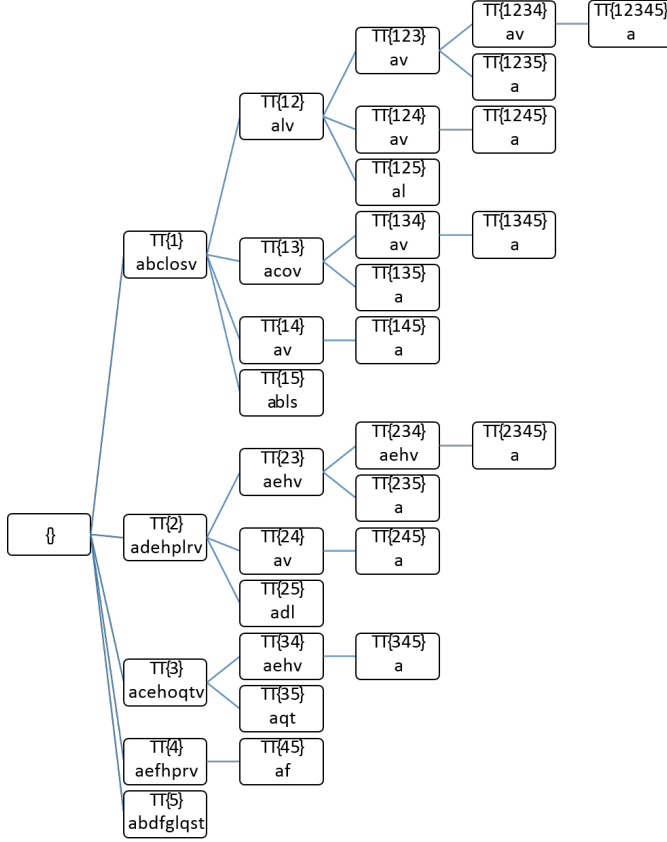 TT{1234}
av
TT{12345}
a
TT{123}
av
TT{1235}
a
TT{12}
alv
TT{124}
av
TT{1245}
a
TT{125}
al
TT{1}
abclosv
TT{13}
acov
TT{134}
av
TT{1345}
a
TT{135}
a
TT{14}
av
TT{145}
a
TT{15}
abls
{}
TT{2}
adehplrv
TT{23}
aehv
TT{234}
aehv
TT{2345}
a
TT{235}
a
TT{24}
av
TT{245}
a
TT{25}
adl
TT{3}
acehoqtv
TT{34}
aehv
TT{345}
a
TT{35}
aqt
TT{4}
aefhprv
TT{45}
af
TT{5}
abdfglqst